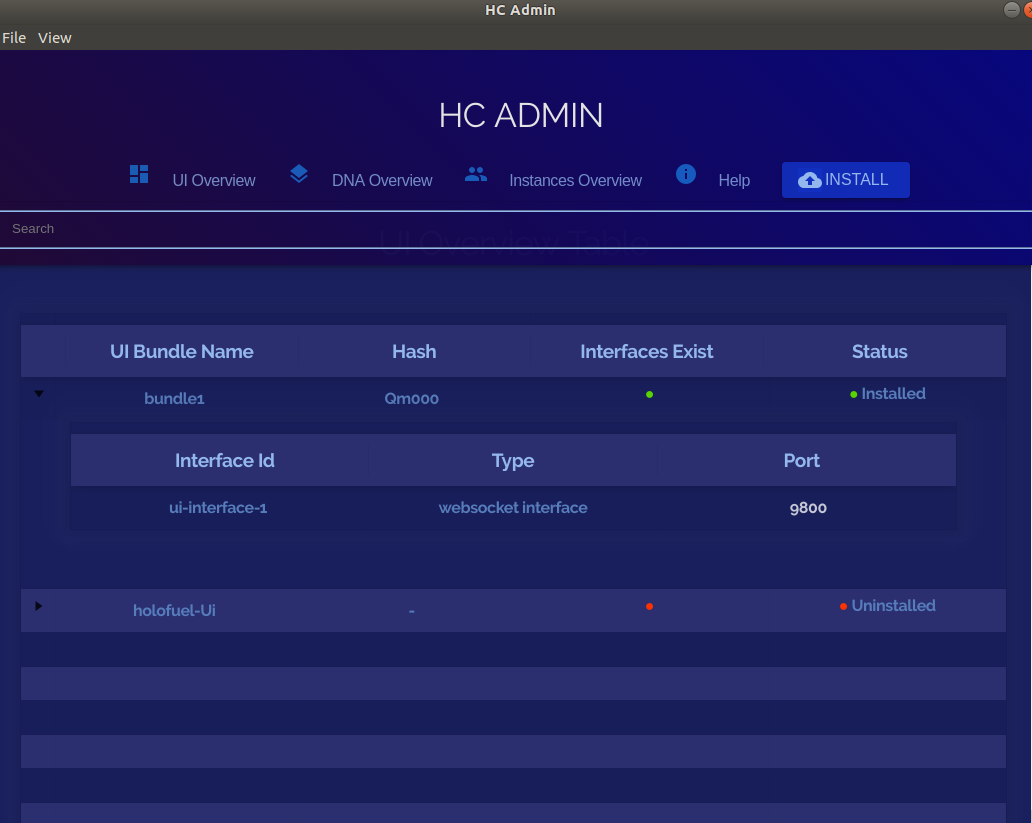 HC Admin
File View
HC ADMIN
UI Overview DNA Overview Instances Overview Help INSTALL
Search
UI Overview Table
UI Bundle Name Hash Interfaces Exist Status
bundle1 Qm000 Installed
Interface Id Type Port
ui-interface-1 websocket interface 9800
holofuel-Ui - Uninstalled